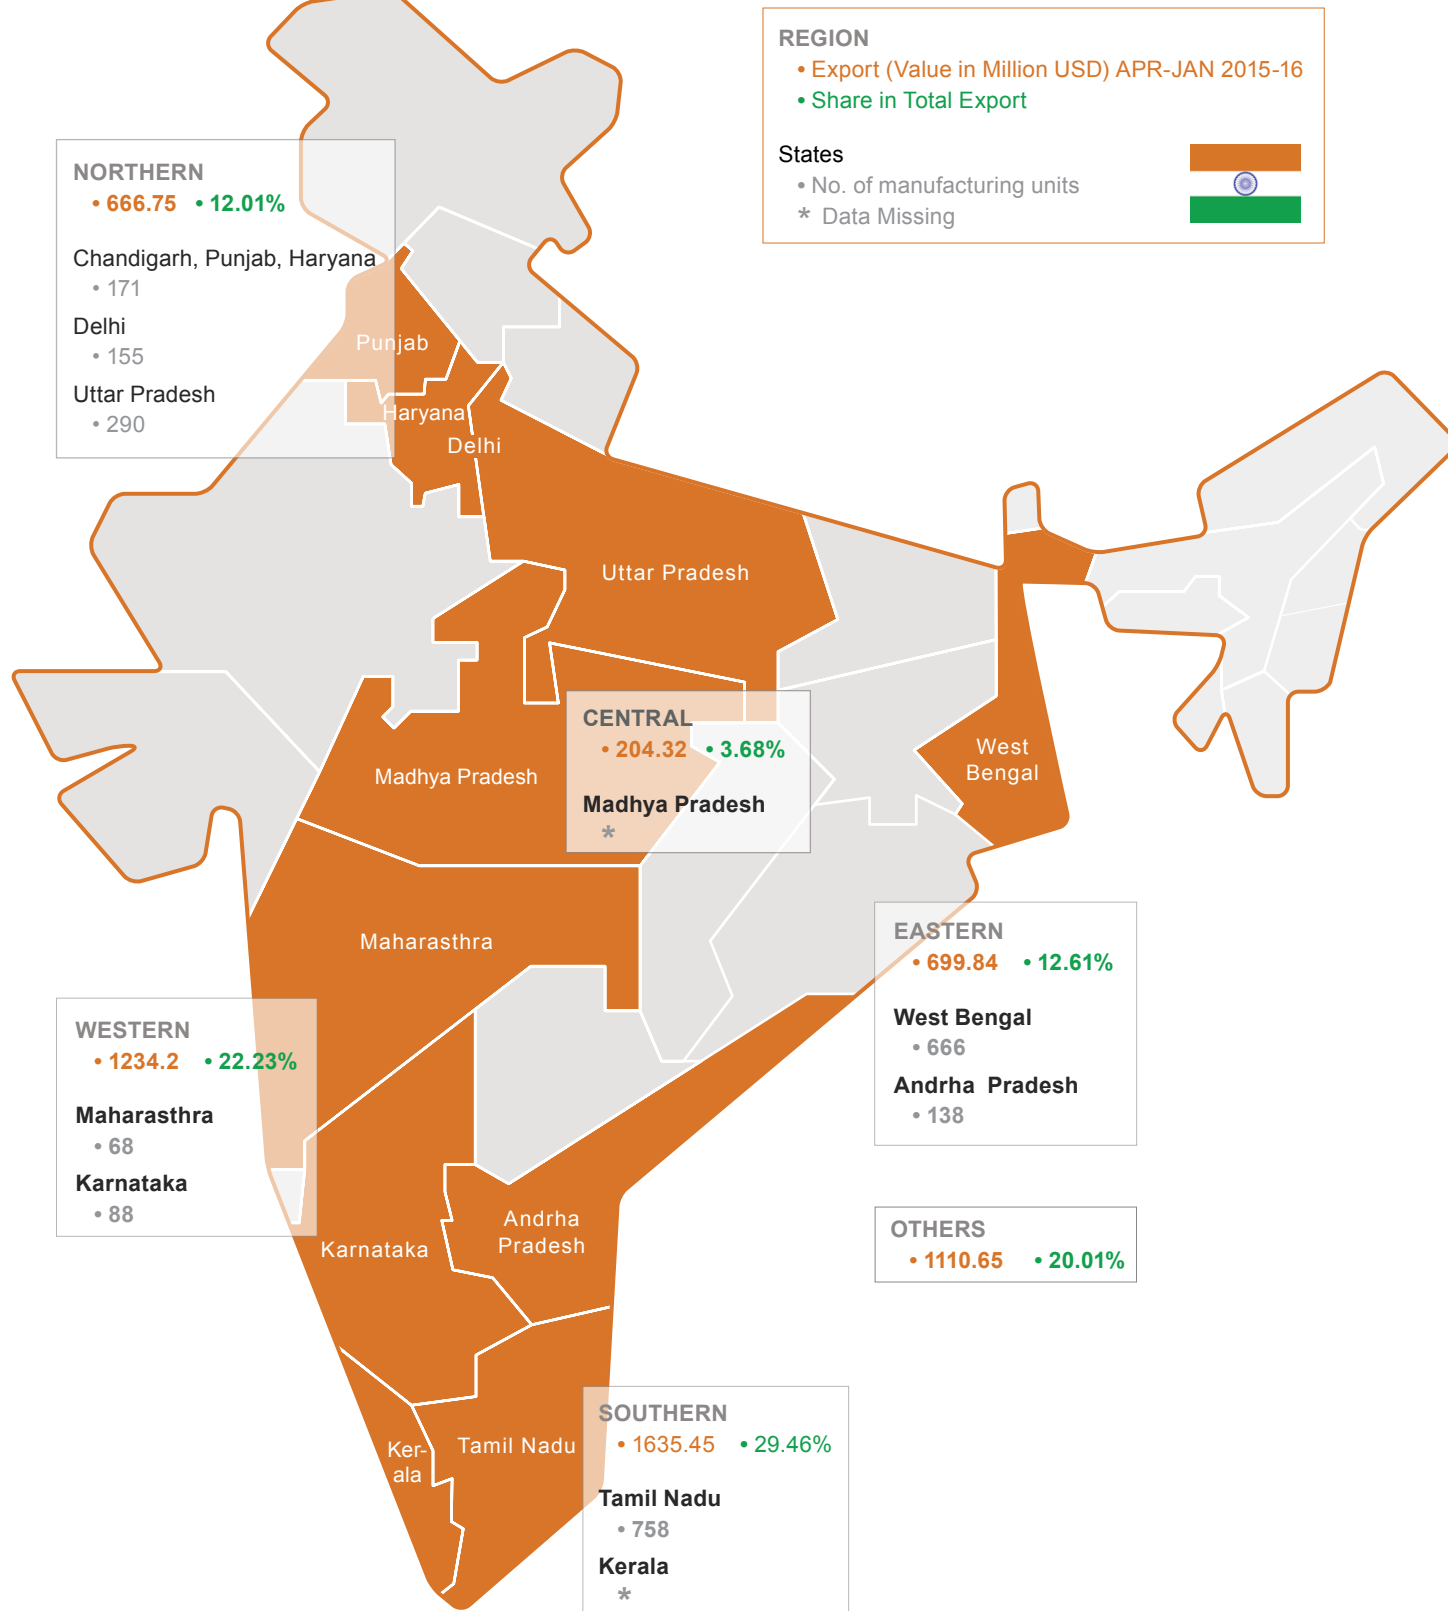 REGION
• Export (Value in Million USD) APR-JAN 2015-16
• Share in Total Export
States
• No. of manufacturing units
* Data Missing
NORTHERN
• 666.75 • 12.01%
Chandigarh, Punjab, Haryana
• 171
Delhi
• 155
Uttar Pradesh
• 290
Punjab
Haryana
Delhi
Uttar Pradesh
CENTRAL
• 204.32 • 3.68%
Madhya Pradesh
*
Madhya Pradesh
West
Bengal
Maharasthra
EASTERN
• 699.84 • 12.61%
West Bengal
• 666
Andrha Pradesh
• 138
WESTERN
• 1234.2 • 22.23%
Maharasthra
• 68
Karnataka
• 88
Karnataka
Andrha
Pradesh
OTHERS
• 1110.65 • 20.01%
Ker-
ala
Tamil Nadu
SOUTHERN
• 1635.45 • 29.46%
Tamil Nadu
• 758
Kerala
*